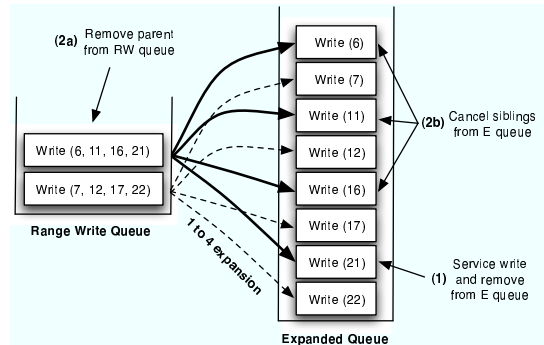 (2a) Remove parent
from RW queue
Write (6, 11, 16, 21)
Write (7, 12, 17, 22)
Range Write Queue
1 to 4 expansion
Write (6)
Write (7)
Write (11)
Write (12)
Write (16)
Write (17)
Write (21)
Write (22)
Expanded Queue
(2b) Cancel siblings
from E queue
(1) Service write
and remove
from E queue